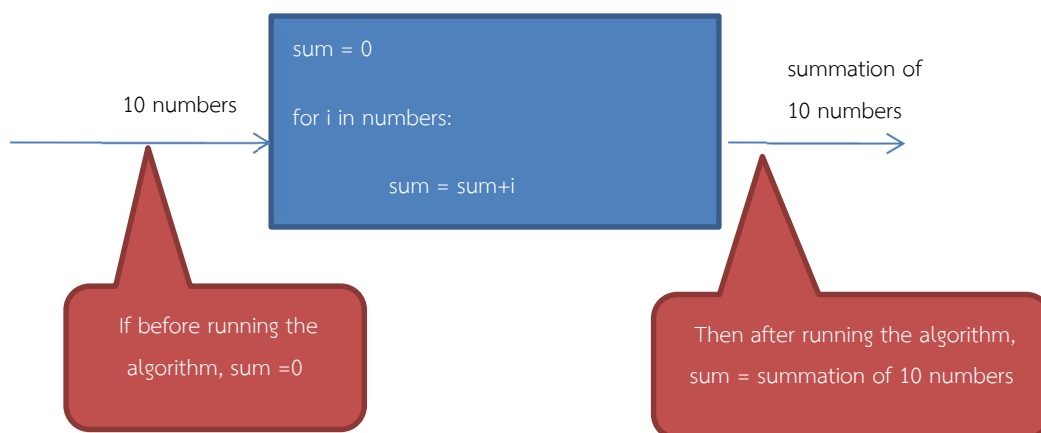 10 numbers
sum = 0
for i in numbers:
sum = sum+i
summation of
10 numbers
If before running the
algorithm, sum =0
Then after running the algorithm,
sum = summation of 10 numbers